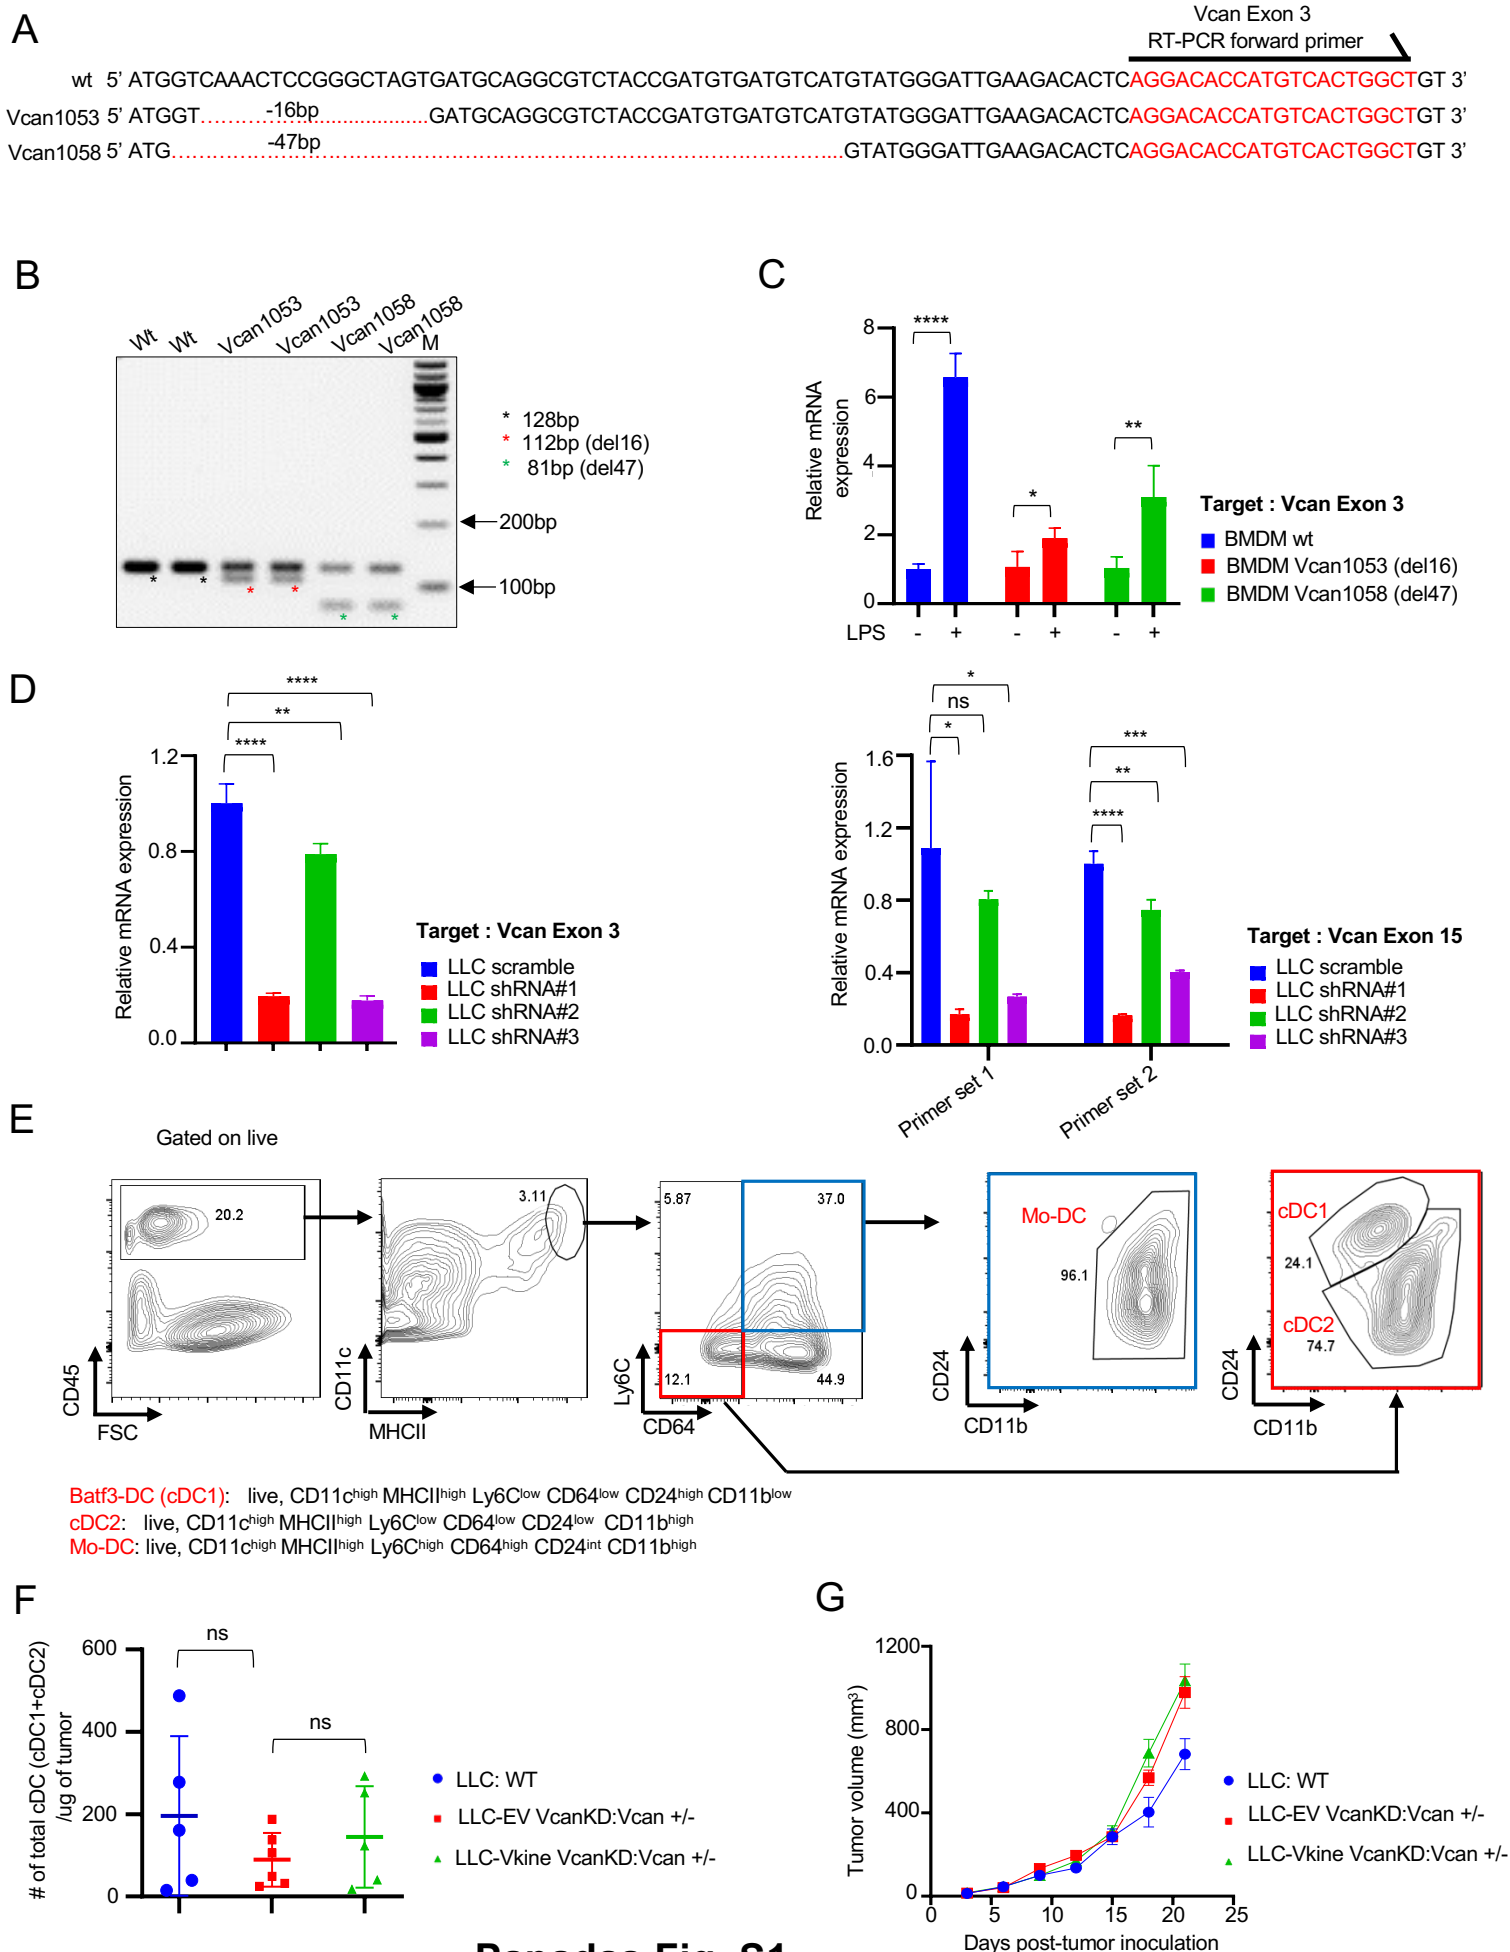 A
Vcan Exon 3
RT-PCR forward primer
wt 5’ ATGGTCAAACTCCGGGCTAGTGATGCAGGCGTCTACCGATGTGATGTCATGTATGGGATTGAAGACACTCAGGACACCATGTCACTGGCTGT 3’
Vcan1053 5’ ATGGT -16bp GATGCAGGCGTCTACCGATGTGATGTCATGTATGGGATTGAAGACACTCAGGACACCATGTCACTGGCTGT 3’
Vcan1058 5’ ATG -47bp GTATGGGATTGAAGACACTCAGGACACCATGTCACTGGCTGT 3’
B
Wt Wt Vcan1053 Vcan1053 Vcan1058 Vcan1058 M
* 128bp
* 112bp (del16)
* 81bp (del47)
200bp
100bp
* * * * * *
C
Relative mRNA
expression
8
6
4
2
0
**** * **
LPS - + - + - +
Target : Vcan Exon 3
BMDM wt
BMDM Vcan1053 (del16)
BMDM Vcan1058 (del47)
D
Relative mRNA expression
1.2
0.8
0.4
0.0
****
**
****
Target : Vcan Exon 3
LLC scramble
LLC shRNA#1
LLC shRNA#2
LLC shRNA#3
Relative mRNA expression
1.6
1.2
0.8
0.4
0.0
*
ns
*
***
**
****
Primer set 1
Primer set 2
Target : Vcan Exon 15
LLC scramble
LLC shRNA#1
LLC shRNA#2
LLC shRNA#3
E
Gated on live
20.2
CD45
FSC
3.11
CD11c
MHCII
5.87 37.0
12.1 44.9
Ly6C
CD64
Mo-DC
96.1
CD24
CD11b
cDC1
24.1
cDC2
74.7
CD24
CD11b
Batf3-DC (cDC1): live, CD11chigh MHCIIhigh Ly6Clow CD64low CD24high CD11blow
cDC2: live, CD11chigh MHCIIhigh Ly6Clow CD64low CD24low CD11bhigh
Mo-DC: live, CD11chigh MHCIIhigh Ly6Chigh CD64high CD24int CD11bhigh
F
# of total cDC (cDC1+cDC2)
/ug of tumor
600
400
200
0
ns
ns
LLC: WT
LLC-EV VcanKD:Vcan +/-
LLC-Vkine VcanKD:Vcan +/-
G
Tumor volume (mm³)
1200
800
400
0
0 5 10 15 20 25
Days post-tumor inoculation
LLC: WT
LLC-EV VcanKD:Vcan +/-
LLC-Vkine VcanKD:Vcan +/-